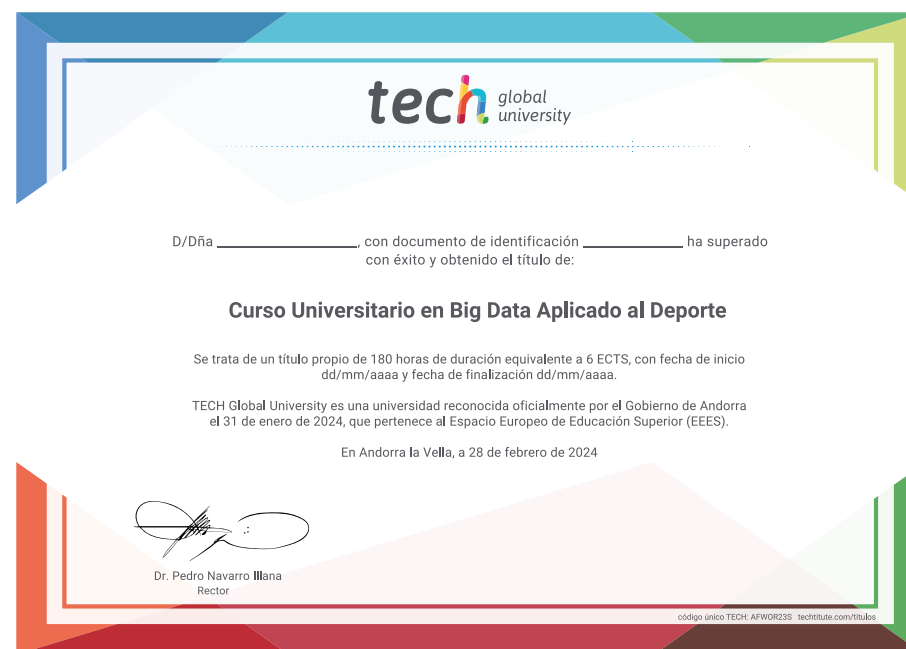 tech global
university
D/Dña ____________________, con documento de identificación ______________ ha superado
con éxito y obtenido el título de:
Curso Universitario en Big Data Aplicado al Deporte
Se trata de un título propio de 180 horas de duración equivalente a 6 ECTS, con fecha de inicio
dd/mm/aaaa y fecha de finalización dd/mm/aaaa.
TECH Global University es una universidad reconocida oficialmente por el Gobierno de Andorra
el 31 de enero de 2024, que pertenece al Espacio Europeo de Educación Superior (EEES).
En Andorra la Vella, a 28 de febrero de 2024
Dr. Pedro Navarro Illana
Rector
código único TECH: AFWOR23S techtitute.com/titulos